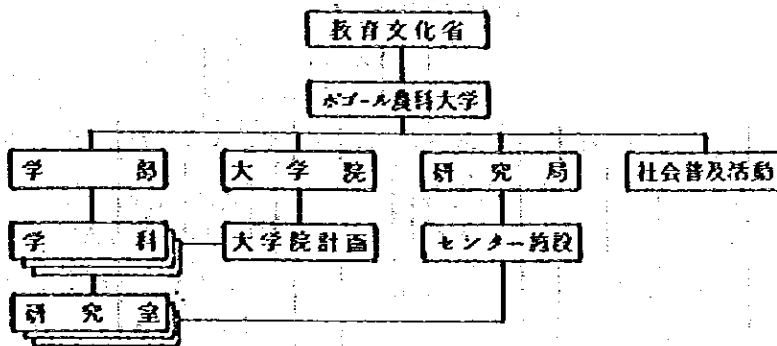 教育文化省
ボゴール農科大学
学部
大学院
研究局
社会普及活動
学科
大学院計画
センター施設
研究室